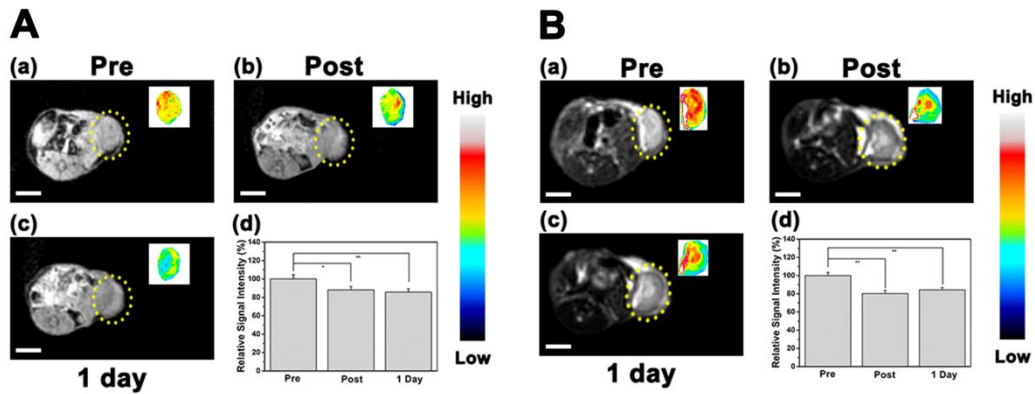 A
(a) Pre
(b) Post
High
(c)
(d)
Relative Signal Intensity (%)
140
120
100
80
60
40
20
0
**
*
Pre Post 1 Day
1 day
Low
B
(a) Pre
(b) Post
High
(c)
(d)
Relative Signal Intensity (%)
140
120
100
80
60
40
20
0
**
**
Pre Post 1 Day
1 day
Low